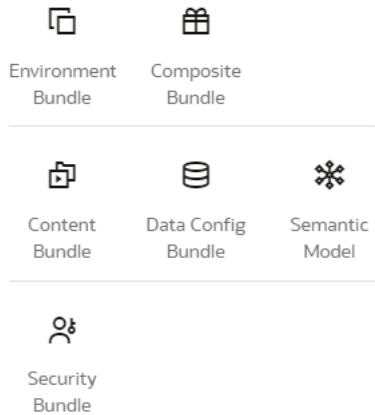 Environment Composite
Bundle Bundle
Content Data Config Semantic
Bundle Bundle Model
Security
Bundle